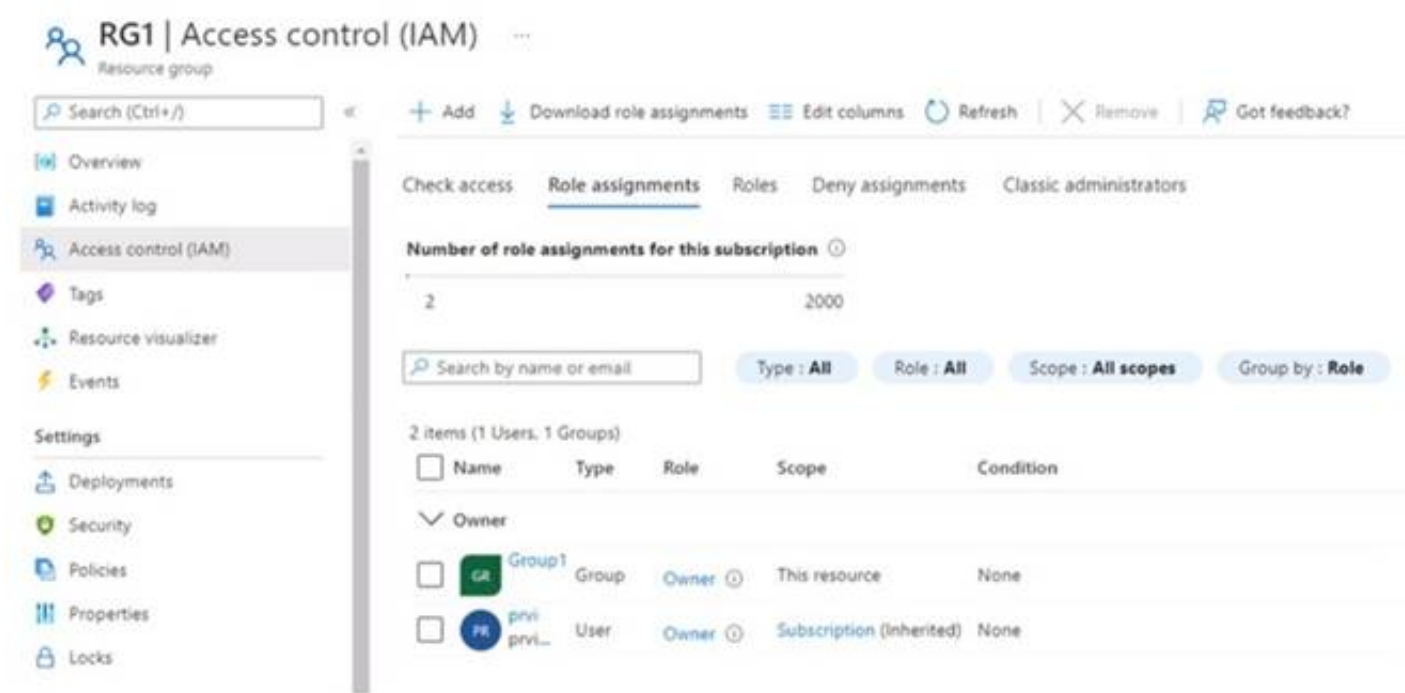 RG1 | Access control (IAM) ...
Resource group
Search (Ctrl+/)
«
Overview
Activity log
Access control (IAM)
Tags
Resource visualizer
Events
Settings
Deployments
Security
Policies
Properties
Locks
+ Add Download role assignments Edit columns Refresh | Remove | Got feedback?
Check access Role assignments Roles Deny assignments Classic administrators
Number of role assignments for this subscription
2 2000
Search by name or email Type : All Role : All Scope : All scopes Group by : Role
2 items (1 Users, 1 Groups)
Name Type Role Scope Condition
Owner
GR Group1 Group Owner This resource None
PR prvi User Owner Subscription (Inherited) None
prvi...